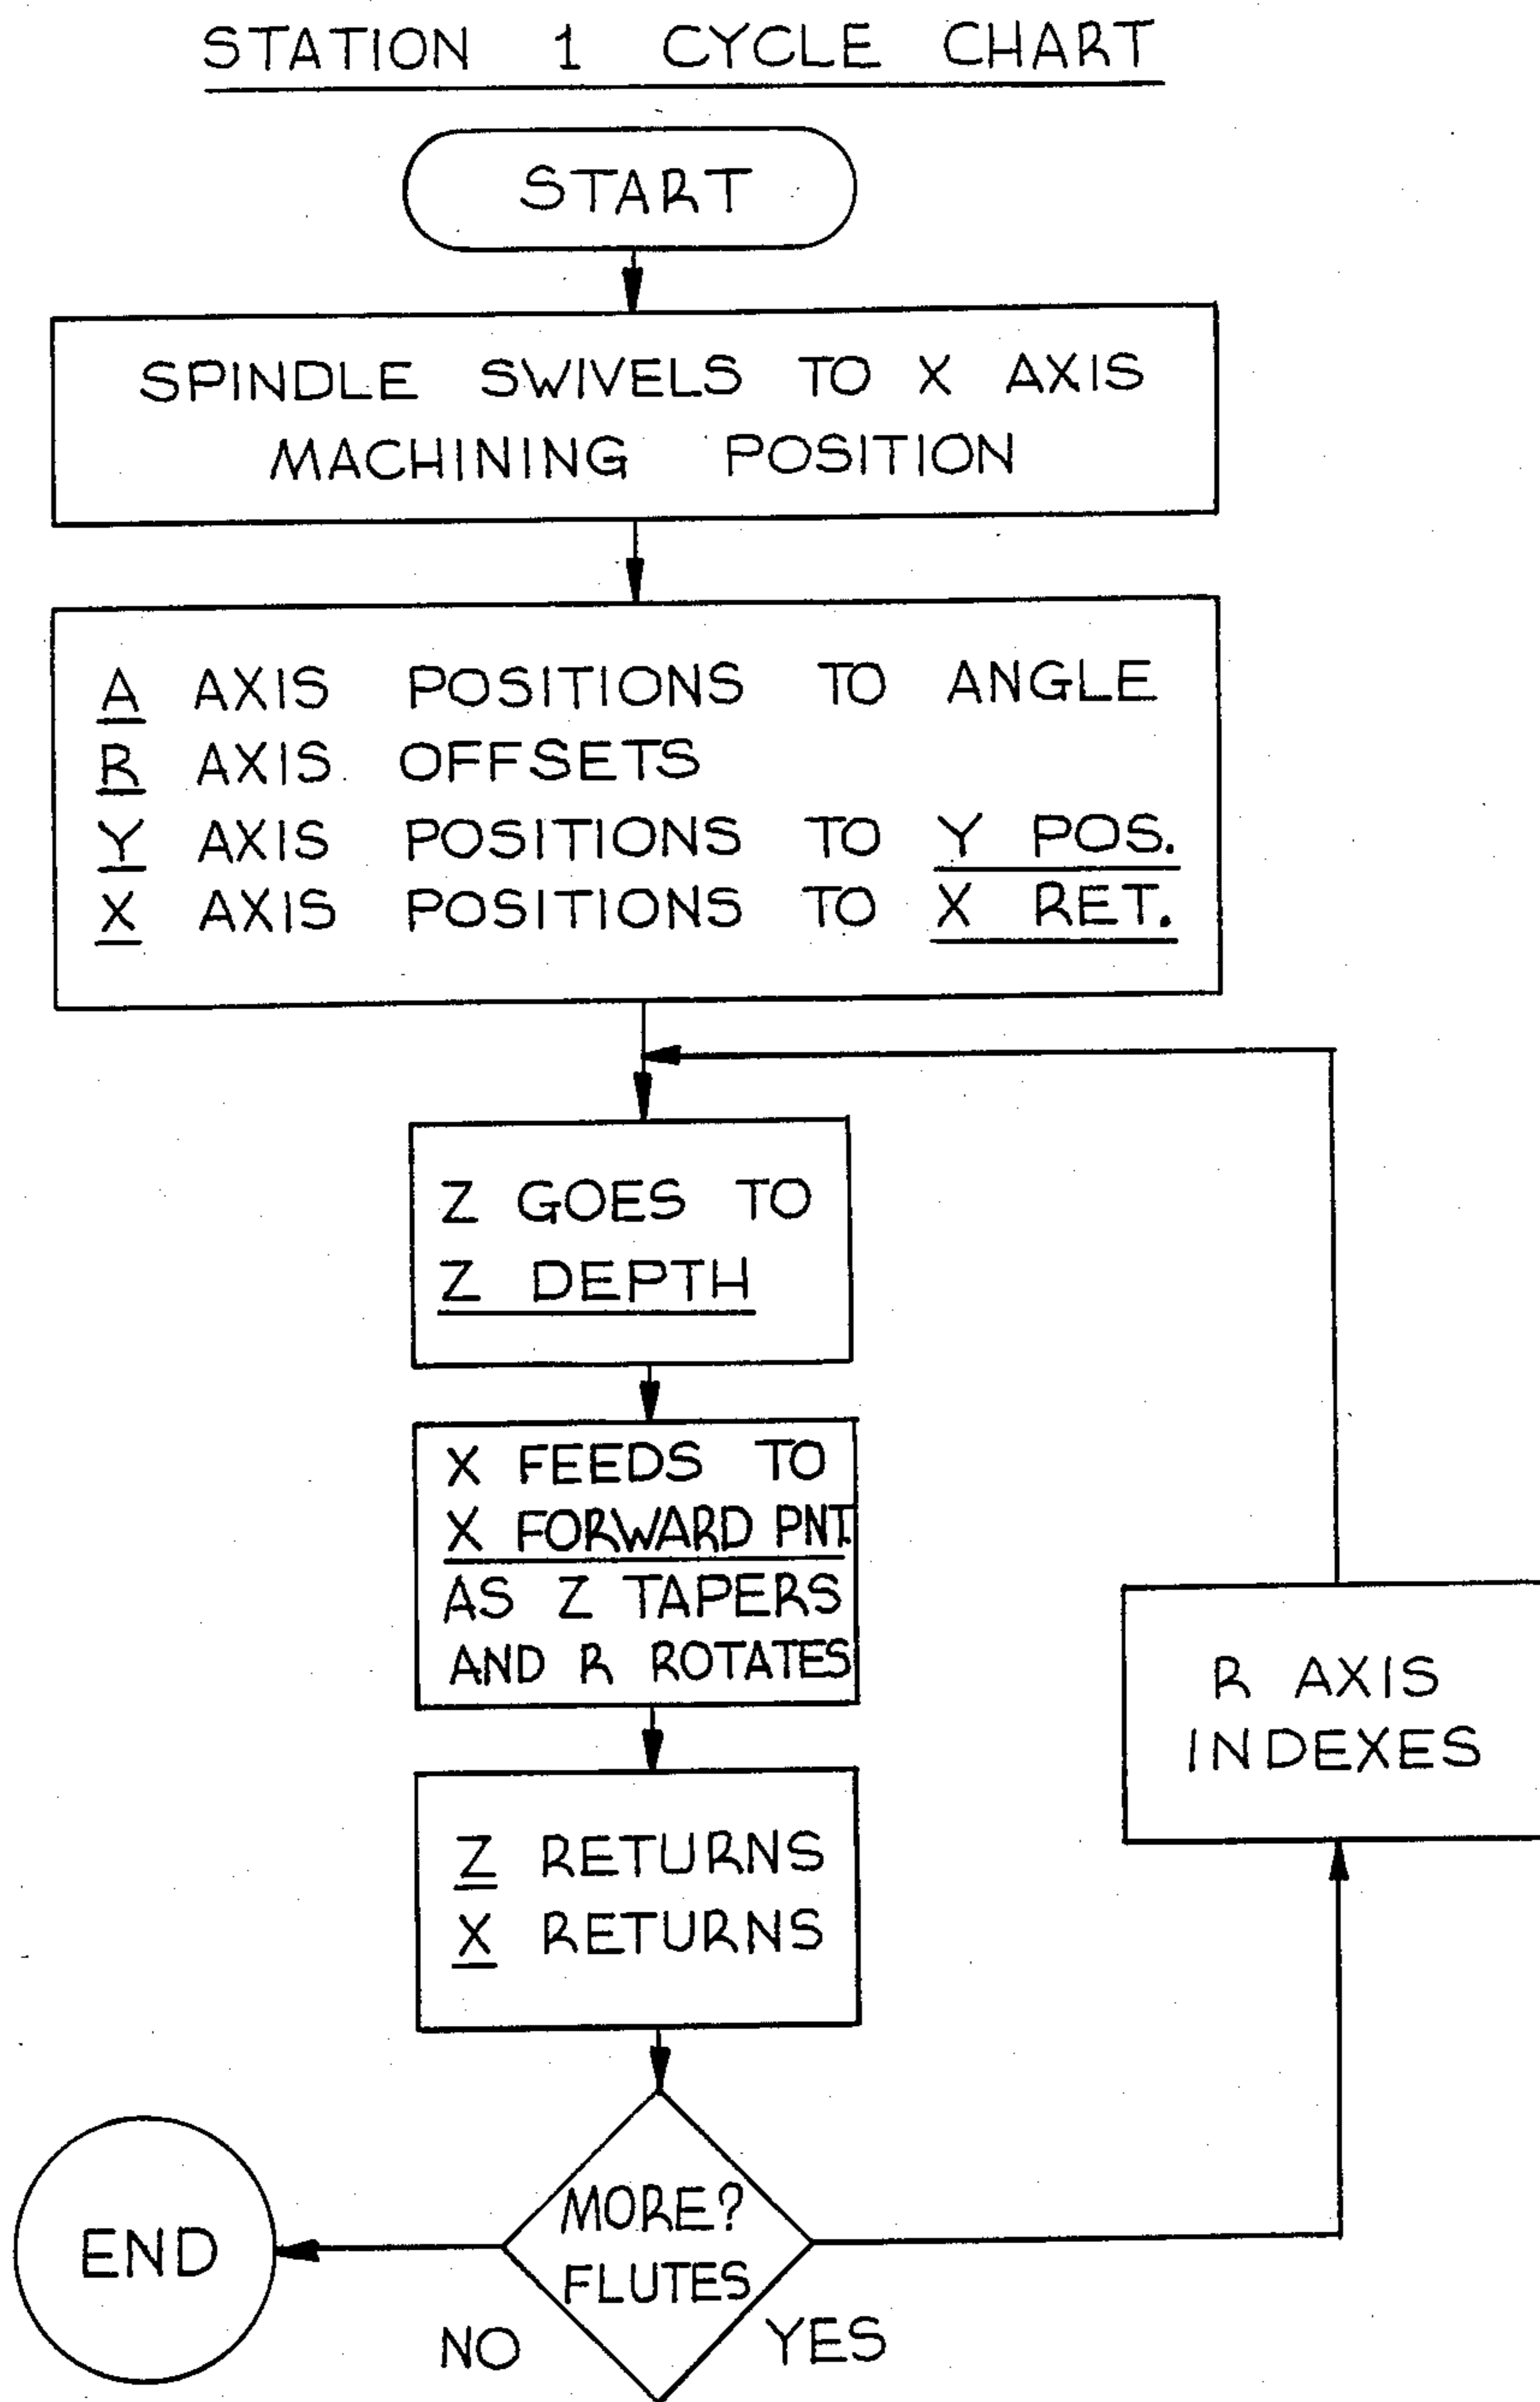 STATION 1 CYCLE CHART
START
SPINDLE SWIVELS TO X AXIS
MACHINING POSITION
A AXIS POSITIONS TO ANGLE
R AXIS OFFSETS
Y AXIS POSITIONS TO Y POS.
X AXIS POSITIONS TO X RET.
Z GOES TO
Z DEPTH
X FEEDS TO
X FORWARD PNT.
AS Z TAPERS
AND R ROTATES
Z RETURNS
X RETURNS
R AXIS
INDEXES
MORE?
FLUTES
END
NO
YES